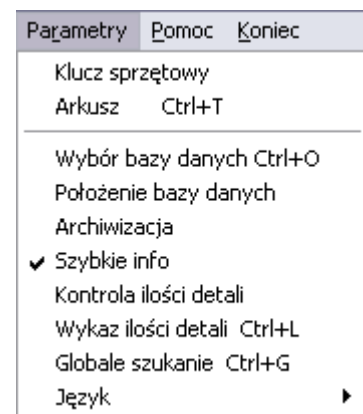 Parametry Pomoc Koniec
Klucz sprzętowy
Arkusz Ctrl+T
Wybór bazy danych Ctrl+O
Położenie bazy danych
Archiwizacja
Szybkie info
Kontrola ilości detali
Wykaz ilości detali Ctrl+L
Globale szukanie Ctrl+G
Język